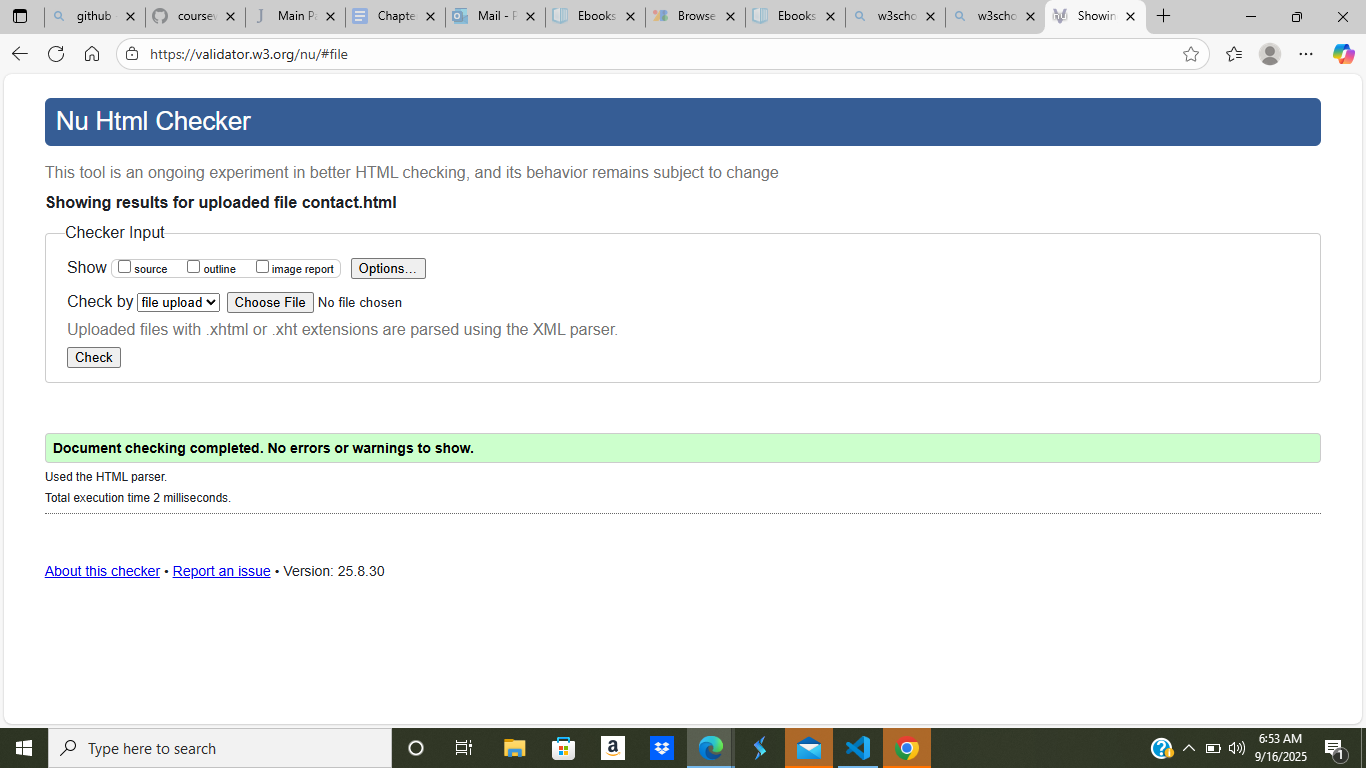 github
coursew
Main Pa
Chapte
Mail - P
Ebooks
Browse
Ebooks
w3scho
w3scho
Showin
https://validator.w3.org/nu/#file
Nu Html Checker
This tool is an ongoing experiment in better HTML checking, and its behavior remains subject to change
Showing results for uploaded file contact.html
Checker Input
Show source outline image report Options...
Check by file upload Choose File No file chosen
Uploaded files with .xhtml or .xht extensions are parsed using the XML parser.
Check
Document checking completed. No errors or warnings to show.
Used the HTML parser.
Total execution time 2 milliseconds.
About this checker • Report an issue • Version: 25.8.30
Type here to search
6:53 AM
9/16/2025
1